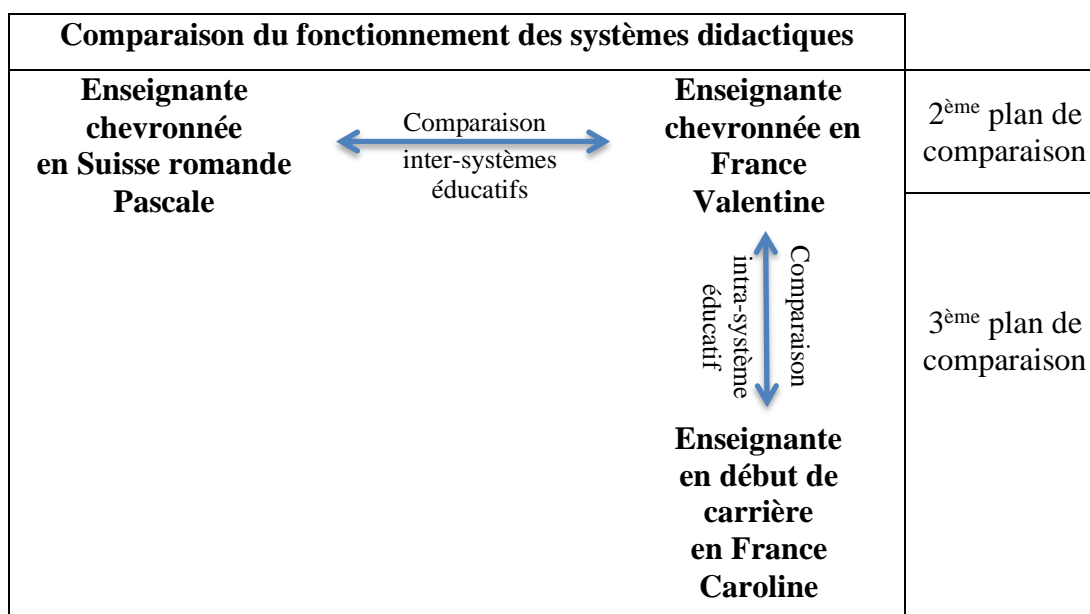 Comparaison du fonctionnement des systèmes didactiques
Enseignante
chevronnée
en Suisse romande
Pascale
Comparaison
inter-systèmes
éducatifs
Enseignante
chevronnée en
France
Valentine
2ème plan de
comparaison
Comparaison
intra-système
éducatif
3ème plan de
comparaison
Enseignante
en début de
carrière
en France
Caroline